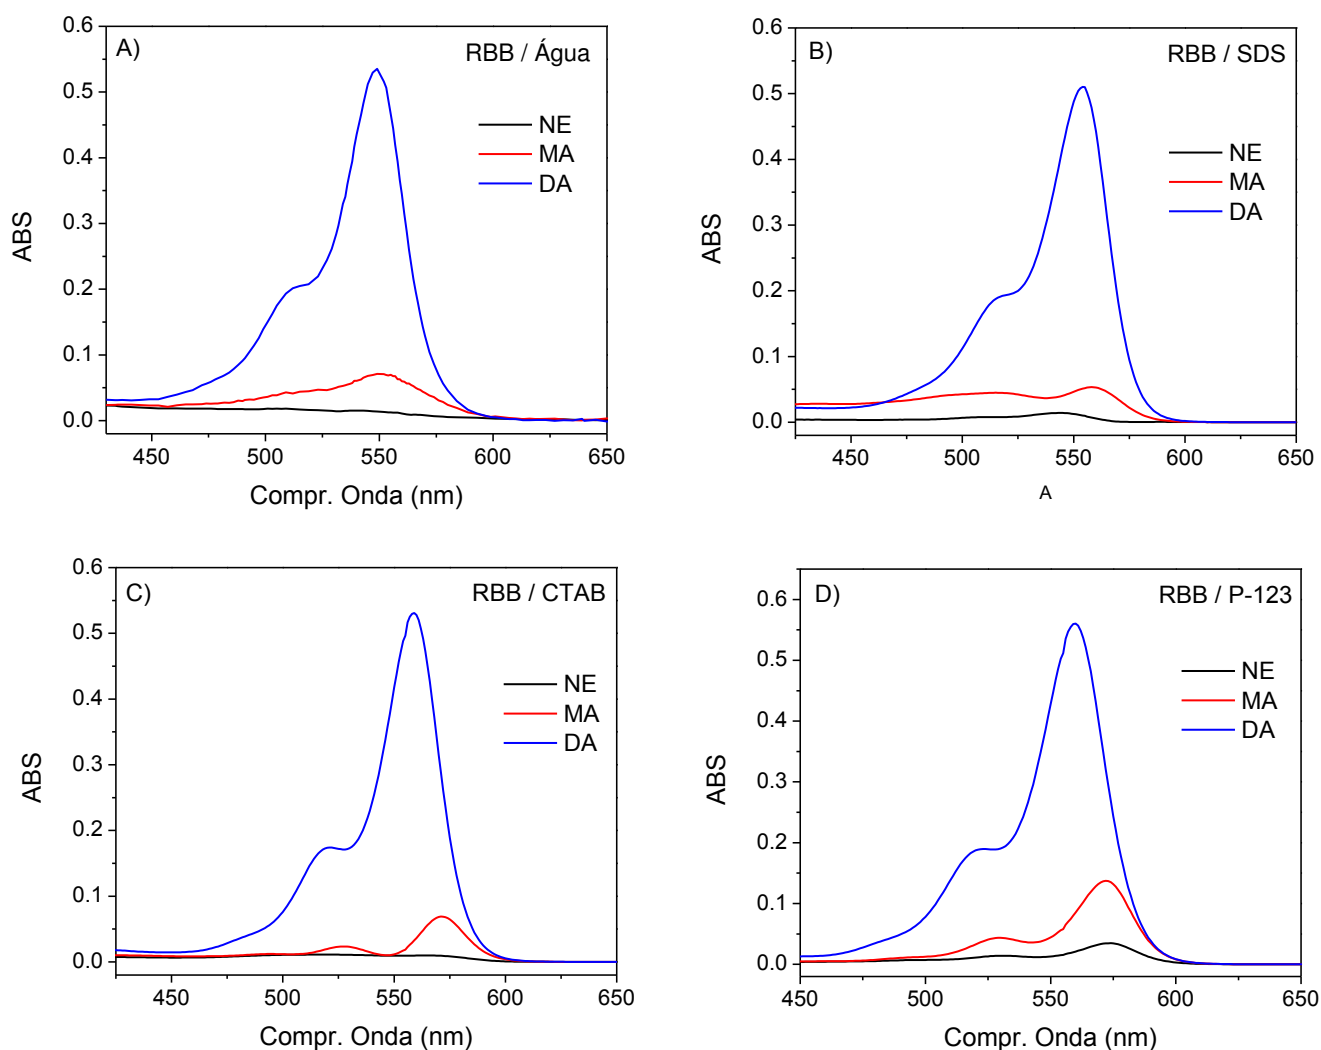 A)
RBB / Água
NE
MA
DA
0.6
0.5
0.4
0.3
0.2
0.1
0.0
ABS
450 500 550 600 650
Compr. Onda (nm)
B)
RBB / SDS
NE
MA
DA
0.6
0.5
0.4
0.3
0.2
0.1
0.0
ABS
450 500 550 600 650
A
C)
RBB / CTAB
NE
MA
DA
0.6
0.5
0.4
0.3
0.2
0.1
0.0
ABS
450 500 550 600 650
Compr. Onda (nm)
D)
RBB / P-123
NE
MA
DA
0.6
0.5
0.4
0.3
0.2
0.1
0.0
ABS
450 500 550 600 650
Compr. Onda (nm)